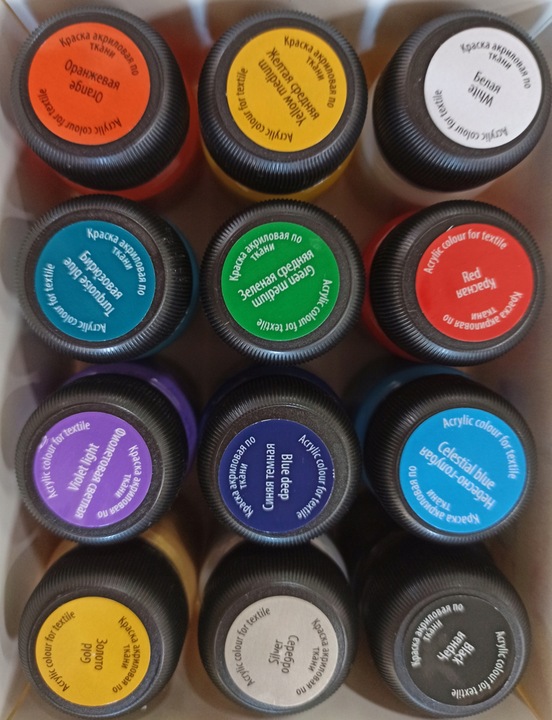 Краска акриловая по
ткани
Оранжевая
Orange
Acrylic colour for textile
Краска акриловая по
ткани
Желтая средняя
Yellow medium
Acrylic colour for textile
Краска акриловая по
ткани
Белая
White
Acrylic colour for textile
Краска акриловая по
ткани
Бирюзовая
Turquoise blue
Acrylic colour for textile
Краска акриловая по
ткани
Зеленая средняя
Green medium
Acrylic colour for textile
Acrylic colour for textile
Red
Красная
Краска акриловая по
ткани
Acrylic colour for textile
Violet light
Фиолетовая светлая
Краска акриловая по
ткани
Краска акриловая по
ткани
Синяя темная
Blue deep
Acrylic colour for textile
Acrylic colour for textile
Celestial blue
Небесно-голубая
Краска акриловая по
ткани
Краска акриловая по
ткани
Золото
Gold
Acrylic colour for textile
Краска акриловая по
ткани
Серебро
Silver
Acrylic colour for textile
Краска акриловая по
ткани
Черная
Black
Acrylic colour for textile